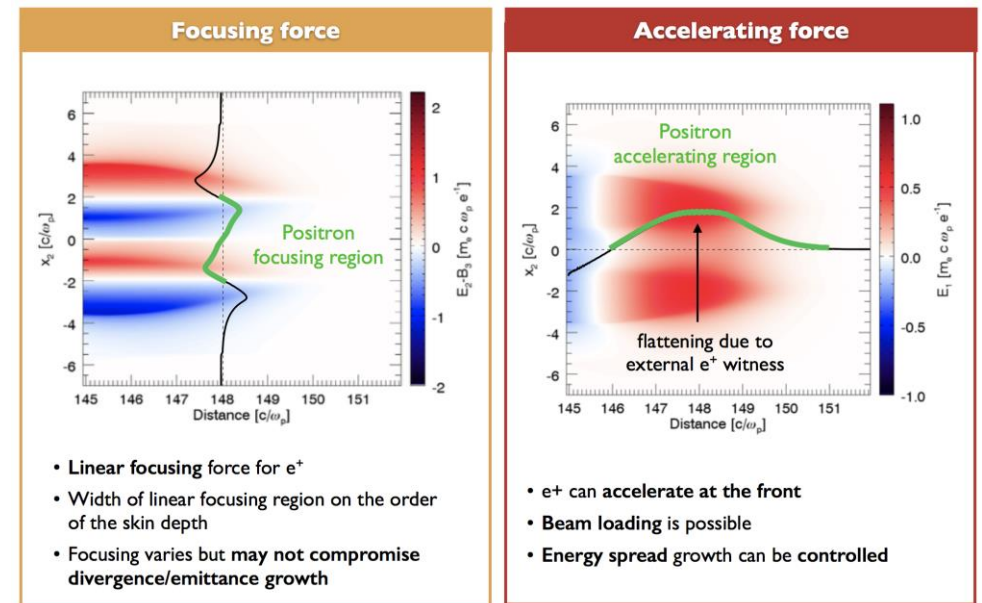 Focusing force
x₂ [c/ωₚ]
6
4
2
0
-2
-4
-6
145 146 147 148 149 150 151
Distance [c/ωₚ]
2
1
0
-1
-2
E₂-B₃ [mₑ c ωₚ e⁻¹]
Positron
focusing region
• Linear focusing force for e⁺
• Width of linear focusing region on the order
of the skin depth
• Focusing varies but may not compromise
divergence/emittance growth
Accelerating force
x₂ [c/ωₚ]
6
4
2
0
-2
-4
-6
145 146 147 148 149 150 151
Distance [c/ωₚ]
1.0
0.5
0.0
-0.5
-1.0
E₁ [mₑ c ωₚ e⁻¹]
Positron
accelerating region
flattening due to
external e⁺ witness
• e+ can accelerate at the front
• Beam loading is possible
• Energy spread growth can be controlled